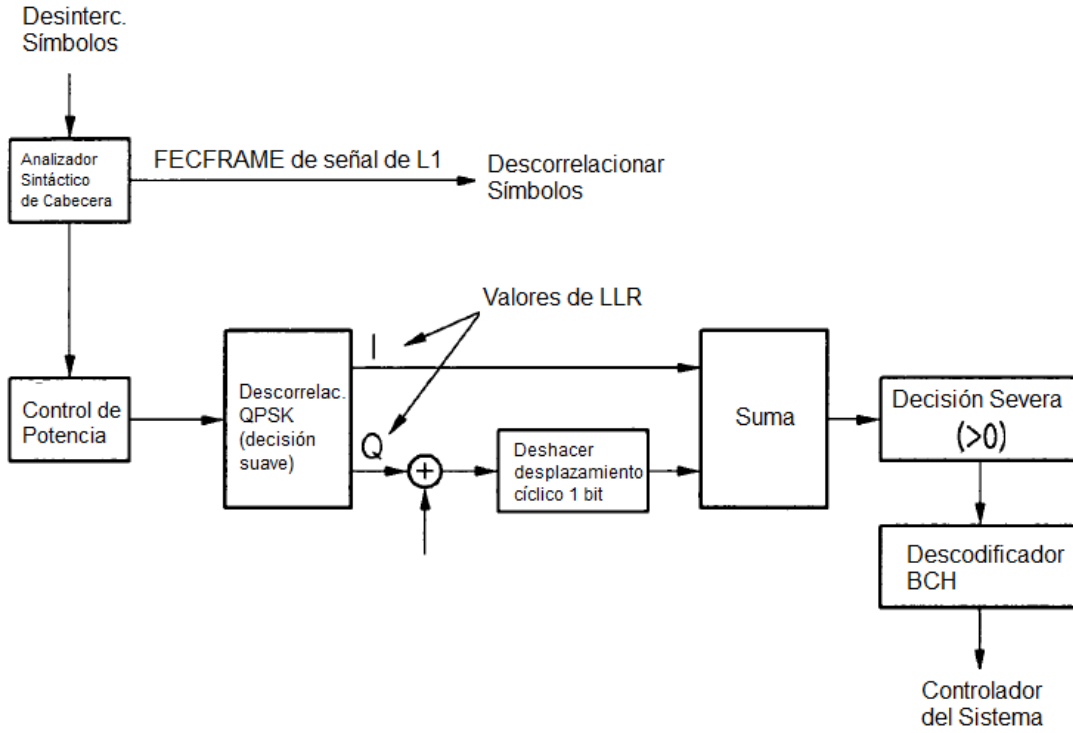 Desinterc.
Símbolos
Analizador
Sintáctico
de Cabecera
FECFRAME de señal de L1
Descorrelacionar
Símbolos
Valores de LLR
Control de
Potencia
Descorrelac.
QPSK
(decisión
suave)
I
Q
+
Deshacer
desplazamiento
cíclico 1 bit
Suma
Decisión Severa
(>0)
Descodificador
BCH
Controlador
del Sistema